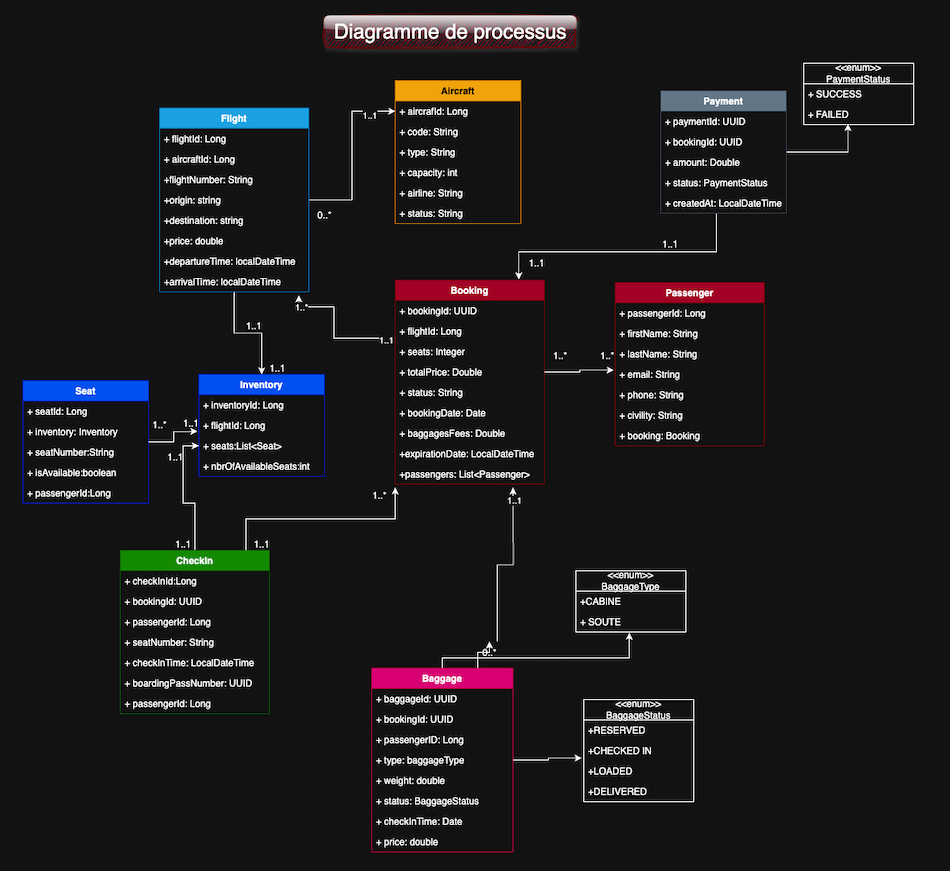 Diagramme de processus
<<enum>>
PaymentStatus
+ SUCCESS
+ FAILED
Aircraft
+ aircrafId: Long
+ code: String
+ type: String
+ capacity: int
+ airline: String
+ status: String
Payment
+ paymentId: UUID
+ bookingId: UUID
+ amount: Double
+ status: PaymentStatus
+ createdAt: LocalDateTime
Flight
+ flightId: Long
+ aircraftId: Long
+flightNumber: String
+origin: string
+destination: string
+price: double
+departureTime: localDateTime
+arrivalTime: localDateTime
1..1
0..*
1..1
1..1
Booking
+ bookingId: UUID
+ flightId: Long
+ seats: Integer
+ totalPrice: Double
+ status: String
+ bookingDate: Date
+ baggagesFees: Double
+expirationDate: LocalDateTime
+passengers: List<Passenger>
Passenger
+ passengerId: Long
+ firstName: String
+ lastName: String
+ email: String
+ phone: String
+ civility: String
+ booking: Booking
1..*
1..1
1..*
1..*
1..1
1..1
Seat
+ seatId: Long
+ inventory: Inventory
+ seatNumber:String
+ isAvailable:boolean
+ passengerId:Long
Inventory
+ inventoryId: Long
+ flightId: Long
+ seats:List<Seat>
+ nbrOfAvailableSeats:int
1..*
1..1
1..1
1..1
1..*
1..1
1..1
CheckIn
+ checkInId:Long
+ bookingId: UUID
+ passengerId: Long
+ seatNumber: String
+ checkInTime: LocalDateTime
+ boardingPassNumber: UUID
+ passengerId: Long
<<enum>>
BaggageType
+CABINE
+ SOUTE
0..*
Baggage
+ baggageId: UUID
+ bookingId: UUID
+ passengerID: Long
+ type: baggageType
+ weight: double
+ status: BaggageStatus
+ checkInTime: Date
+ price: double
<<enum>>
BaggageStatus
+RESERVED
+CHECKED IN
+LOADED
+DELIVERED